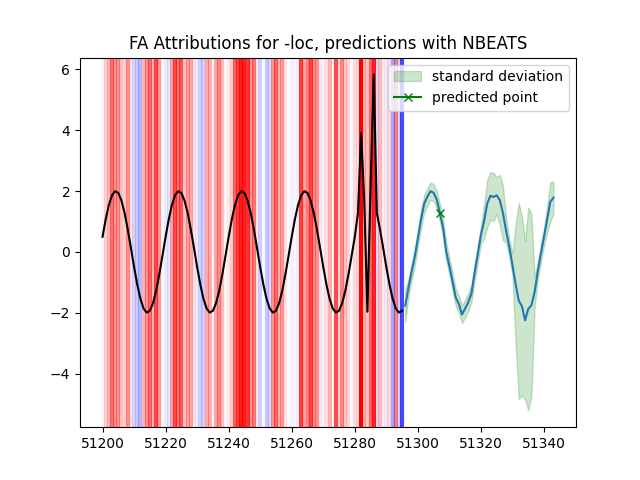 FA Attributions for -loc, predictions with NBEATS
standard deviation
predicted point
6
4
2
0
−2
−4
51200 51220 51240 51260 51280 51300 51320 51340